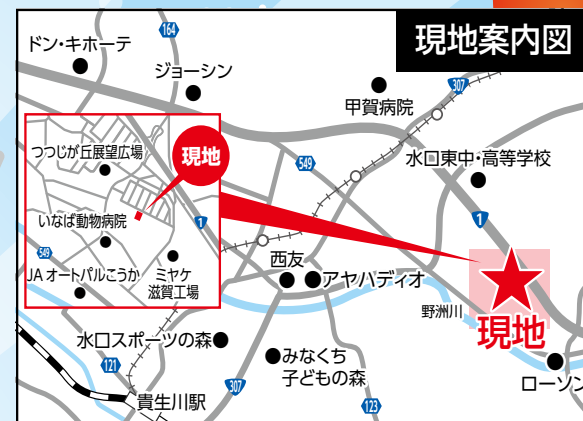 現地案内図
164
ドン・キホーテ
ジョーシン
307
甲賀病院
つつじが丘展望広場
現地
549
水口東中・高等学校
いなば動物病院
1
1
549
西友
アヤハディオ
JA オートパルこうか
ミヤケ
滋賀工場
野洲川
現地
水口スポーツの森
みなくち
子どもの森
ローソン
121
307
貴生川駅
123